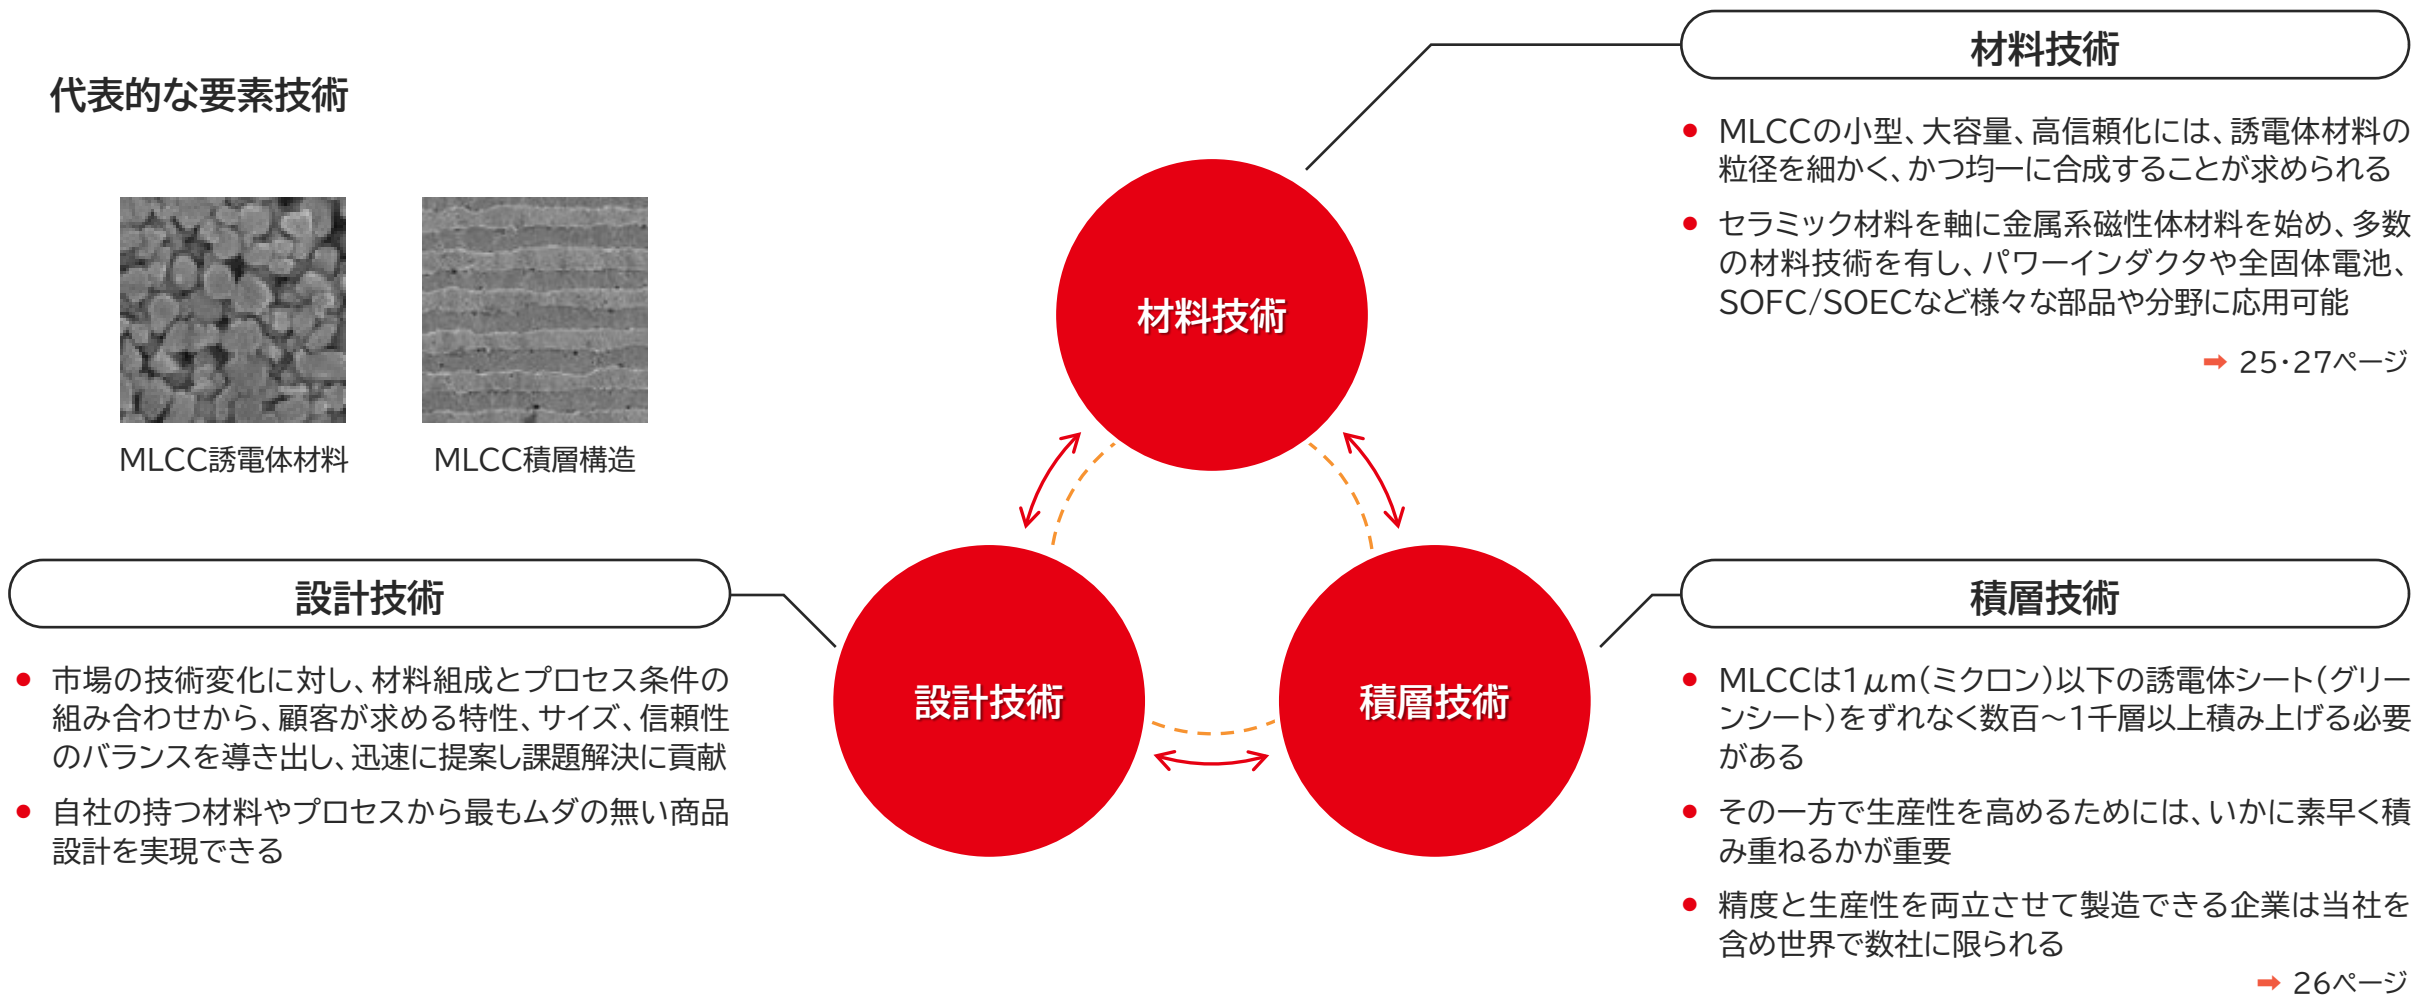 代表的な要素技術
MLCC誘電体材料
MLCC積層構造
材料技術
MLCCの小型、大容量、高信頼化には、誘電体材料の
粒径を細かく、かつ均一に合成することが求められる
セラミック材料を軸に金属系磁性体材料を始め、多数
の材料技術を有し、パワーインダクタや全固体電池、
SOFC/SOECなど様々な部品や分野に応用可能
➡ 25・27ページ
材料技術
設計技術
市場の技術変化に対し、材料組成とプロセス条件の
組み合わせから、顧客が求める特性、サイズ、信頼性
のバランスを導き出し、迅速に提案し課題解決に貢献
自社の持つ材料やプロセスから最もムダの無い商品
設計を実現できる
設計技術
積層技術
積層技術
MLCCは1μm（ミクロン）以下の誘電体シート（グリー
ンシート）をずれなく数百～1千層以上積み上げる必要
がある
その一方で生産性を高めるためには、いかに素早く積
み重ねるかが重要
精度と生産性を両立させて製造できる企業は当社を
含め世界で数社に限られる
➡ 26ページ